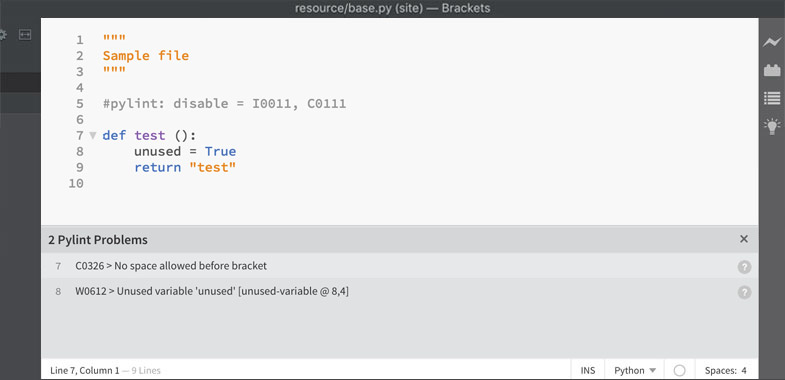 resource/base.py (site) — Brackets
1 """
2 Sample file
3 """
4
5 #pylint: disable = I0011, C0111
6
7 def test ():
8 unused = True
9 return "test"
10
2 Pylint Problems ×
7 C0326 > No space allowed before bracket ?
8 W0612 > Unused variable 'unused' [unused-variable @ 8,4] ?
Line 7, Column 1 — 9 Lines INS Python Spaces: 4